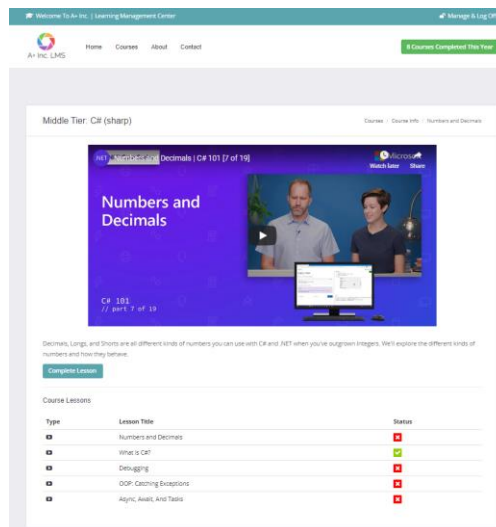 Welcome To A+ Inc. | Learning Management Center
Manage & Log Off
A+ Inc. LMS
Home
Courses
About
Contact
8 Courses Completed This Year
Middle Tier: C# (sharp)
Courses / Course Info / Numbers and Decimals
.NET
Numbers and Decimals | C# 101 [7 of 19]
Microsoft
Watch later
Share
Numbers and
Decimals
C# 101
// part 7 of 19
Decimals, Longs, and Shorts are all different kinds of numbers you can use with C# and .NET when you've outgrown Integers. We'll explore the different kinds of
numbers and how they behave.
Complete Lesson
Course Lessons
Type Lesson Title Status
Numbers and Decimals
What is C#?
Debugging
OOP: Catching Exceptions
Async, Await, And Tasks